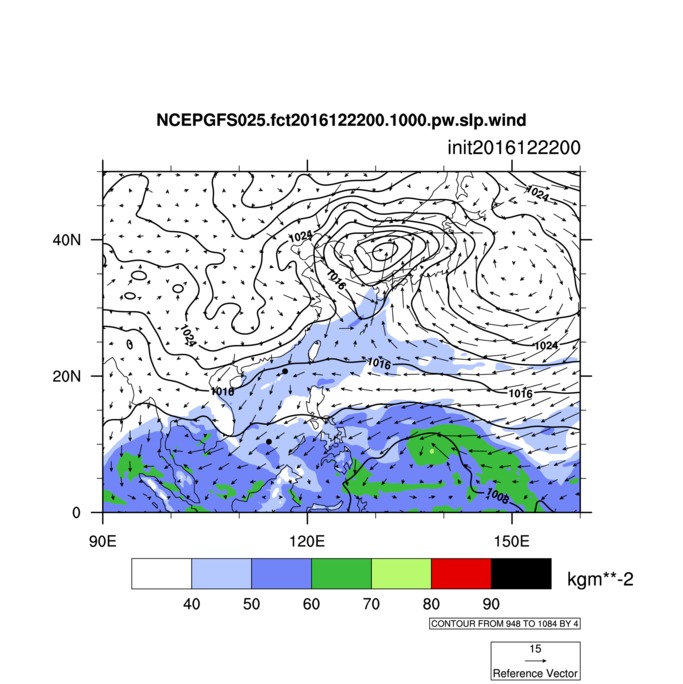 NCEPGFS025.fct2016122200.1000.pw.slp.wind
init2016122200
1024
40N
1024
1016
1024
1024
0
1016
20N
1016
1016
1008
0
90E 120E 150E
kgm**-2
40 50 60 70 80 90
CONTOUR FROM 948 TO 1084 BY 4
15
Reference Vector